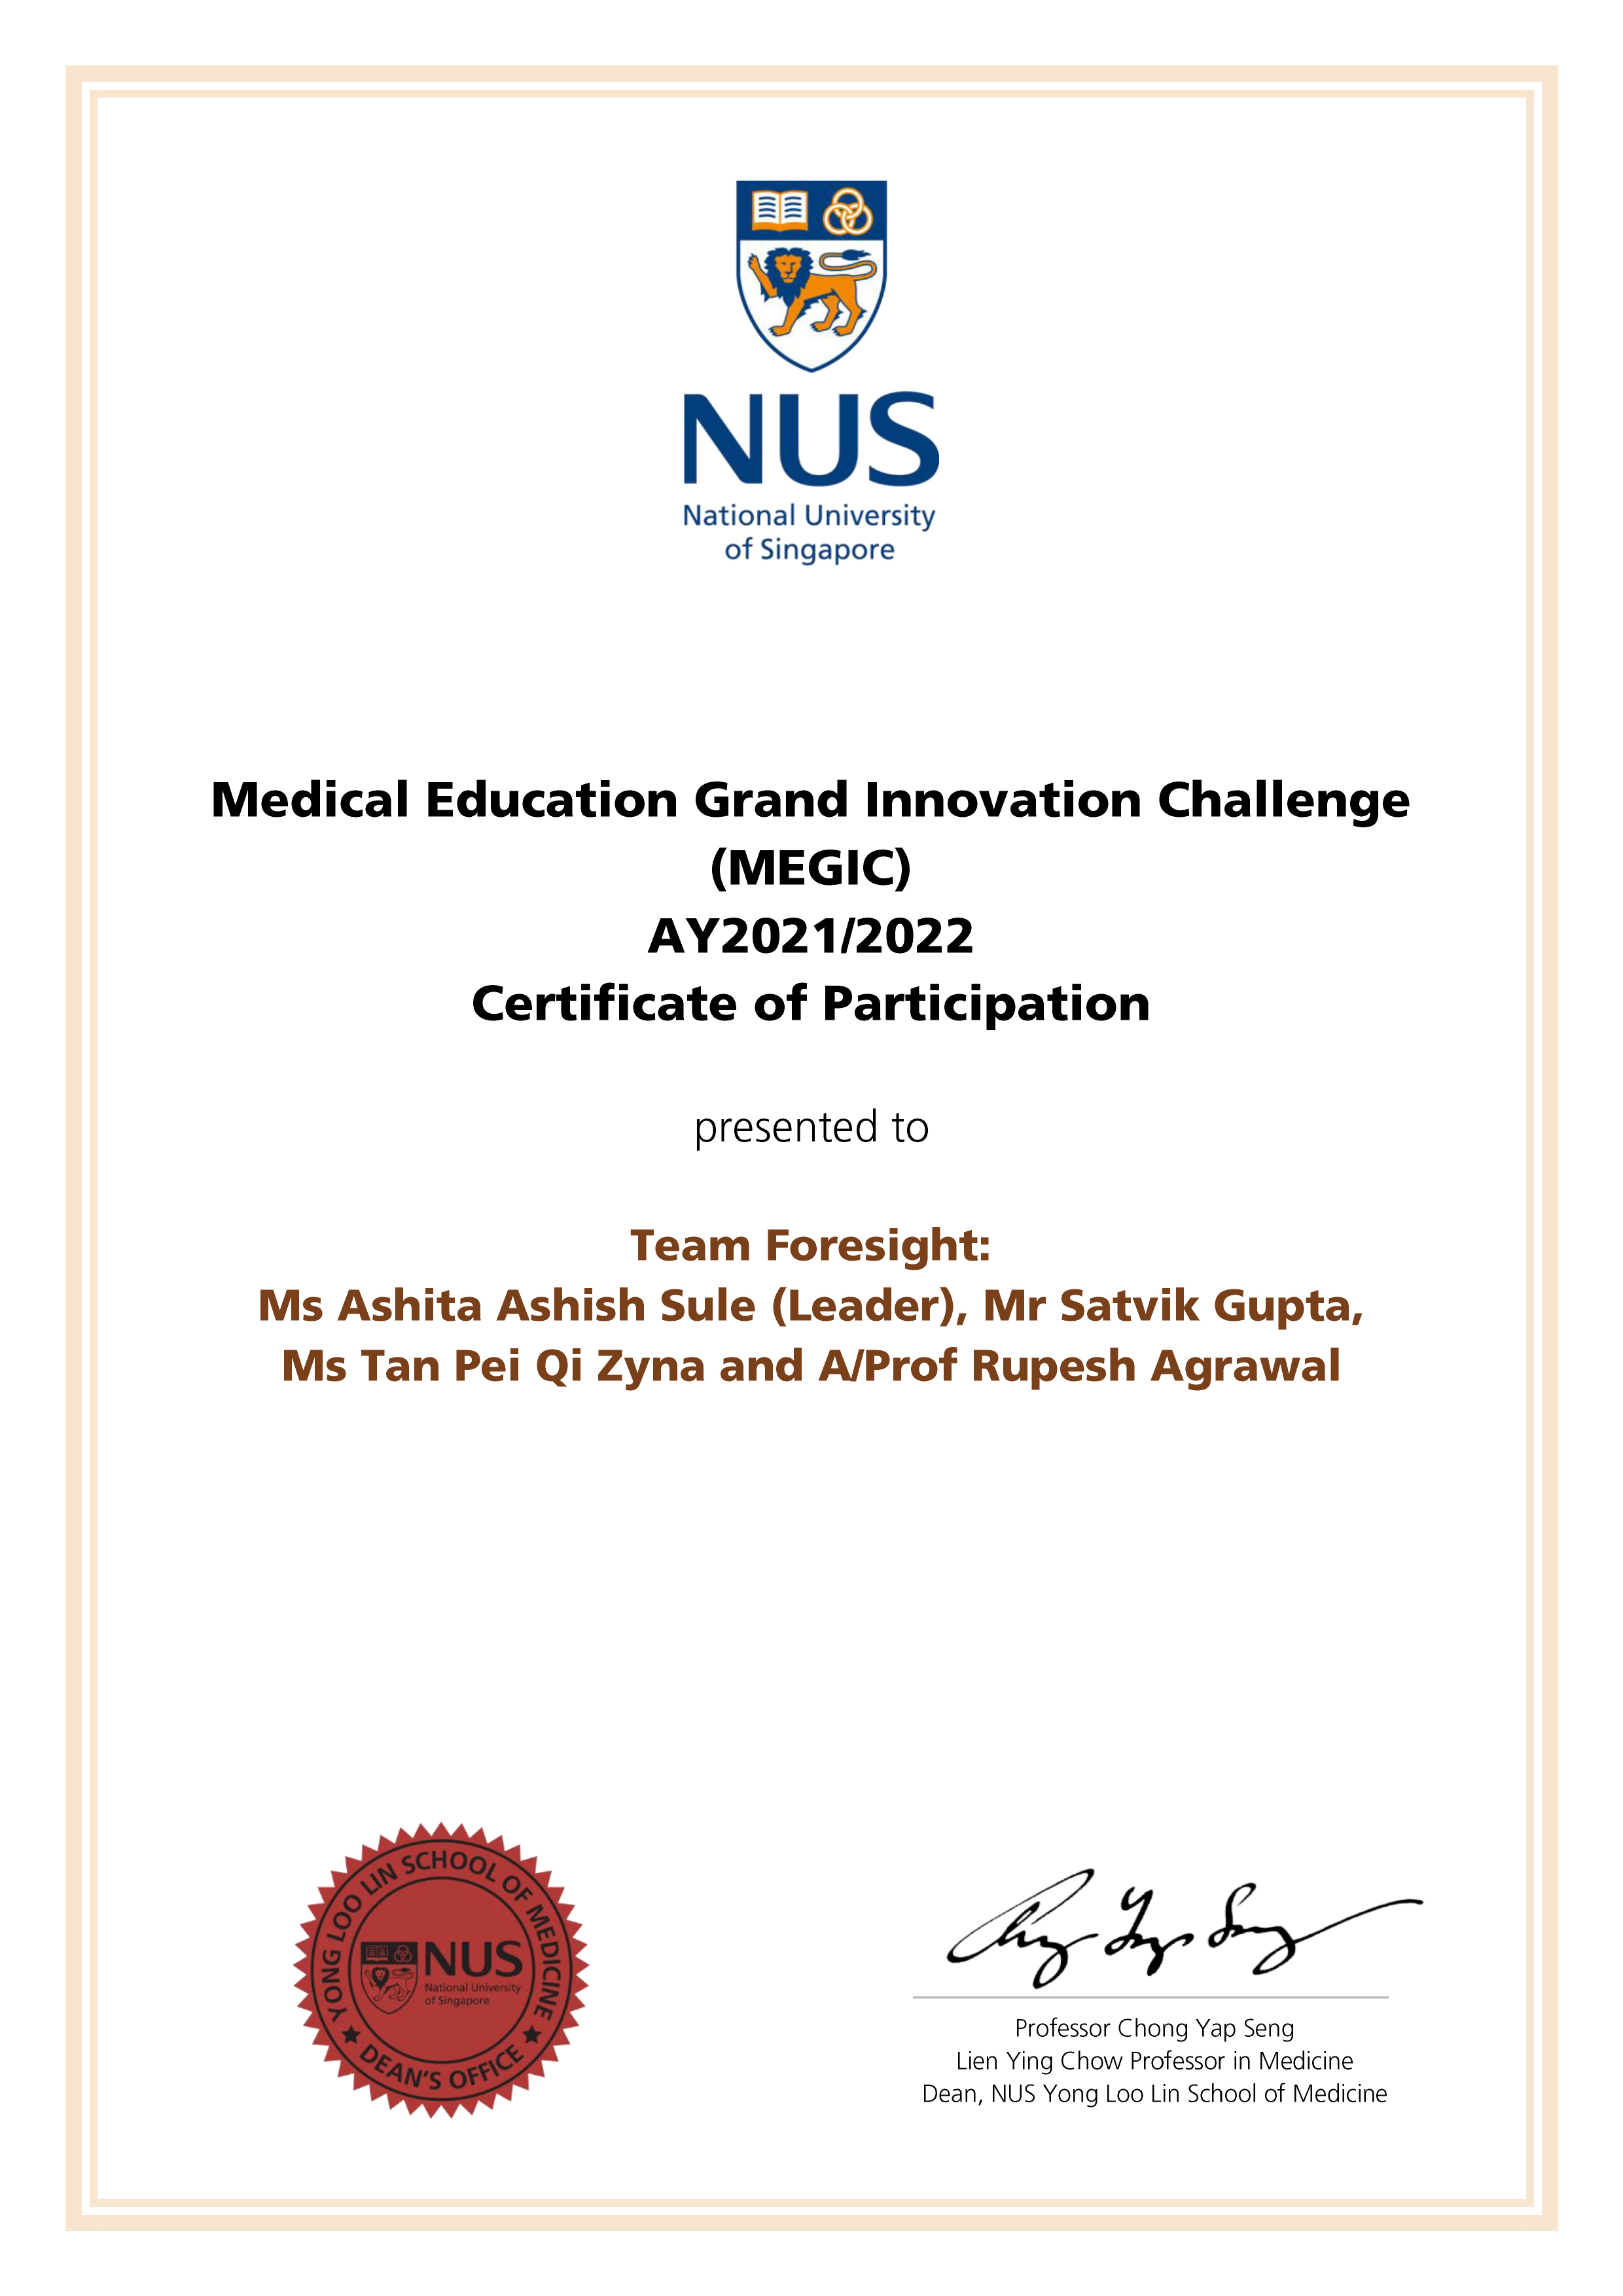 NUS
National University
of Singapore
Medical Education Grand Innovation Challenge
(MEGIC)
AY2021/2022
Certificate of Participation
presented to
Team Foresight:
Ms Ashita Ashish Sule (Leader), Mr Satvik Gupta,
Ms Tan Pei Qi Zyna and A/Prof Rupesh Agrawal
YONG LOO LIN SCHOOL OF MEDICINE
NUS
National University
of Singapore
★ DEAN'S OFFICE ★
Chong Yap Seng
Professor Chong Yap Seng
Lien Ying Chow Professor in Medicine
Dean, NUS Yong Loo Lin School of Medicine